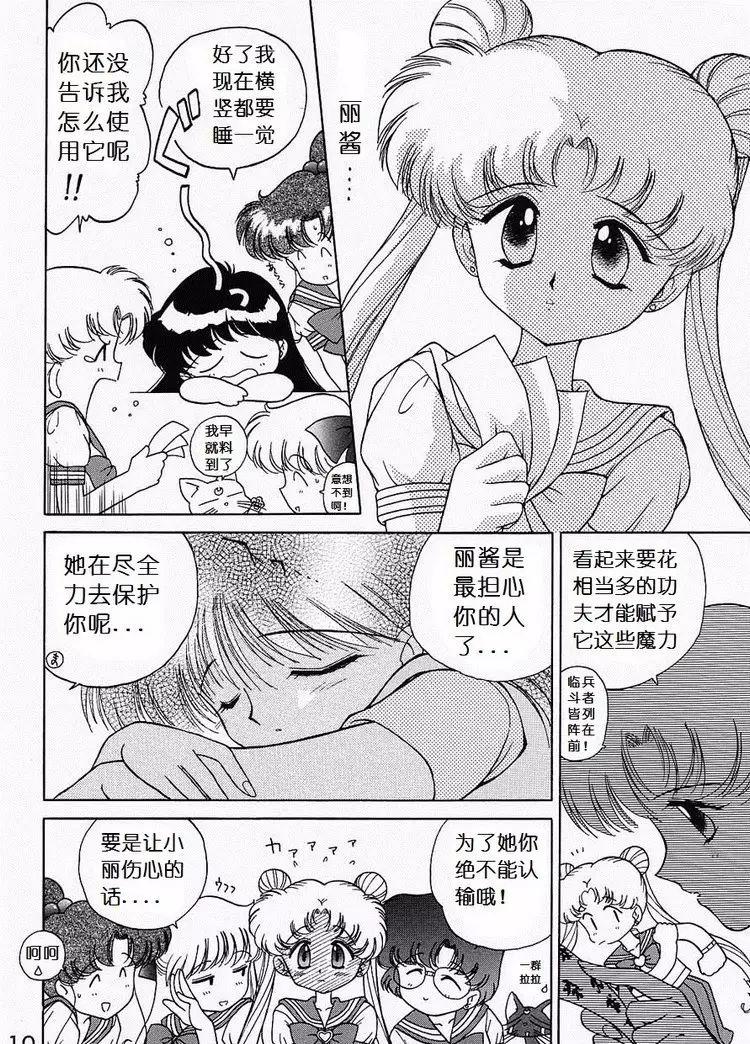 丽酱....
好了我
现在横
竖都要
睡一觉
你还没
告诉我
怎么使
用它呢
!!
我早
就料
到了
意想
不到
啊!
看起来要花
相当多的功
夫才能赋予
它这些魔力
临兵
斗者
皆列
阵在
前!
丽酱是
最担心
你的人
了...
她在尽全
力去保护
你呢...
为了她你
绝不能认
输哦!
一群
拉拉
カァァァァ
要是让小
丽伤心的
话....
呵呵
10